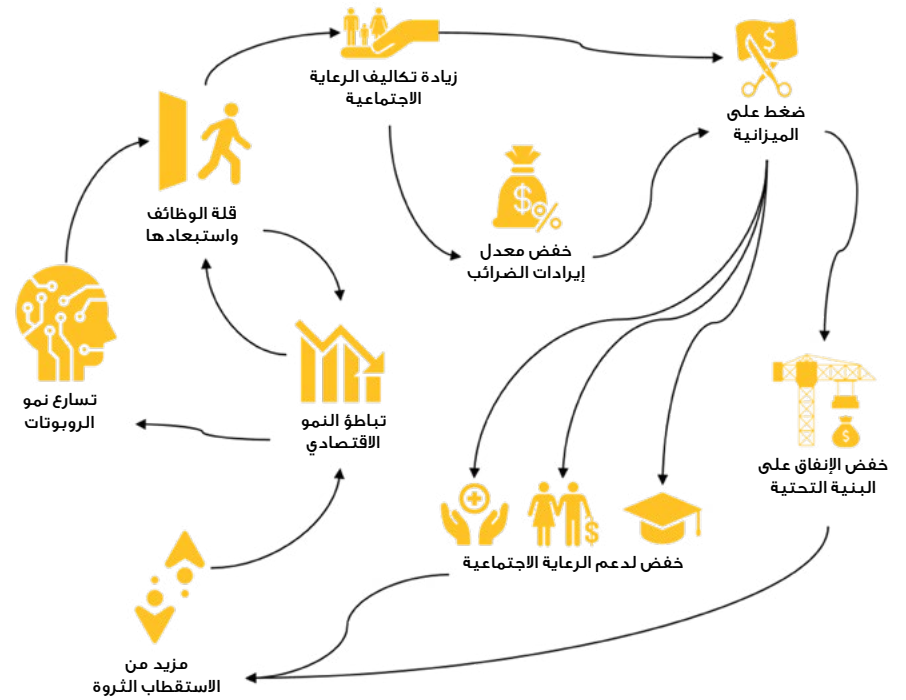 زيادة تكاليف الرعاية
الاجتماعية
ضغط على
الميزانية
قلة الوظائف
واستبعادها
خفض معدل
إيرادات الضرائب
تسارع نمو
الروبوتات
تباطؤ النمو
الاقتصادي
خفض الإنفاق على
البنية التحتية
خفض لدعم الرعاية الاجتماعية
مزيد من
الاستقطاب الثروة